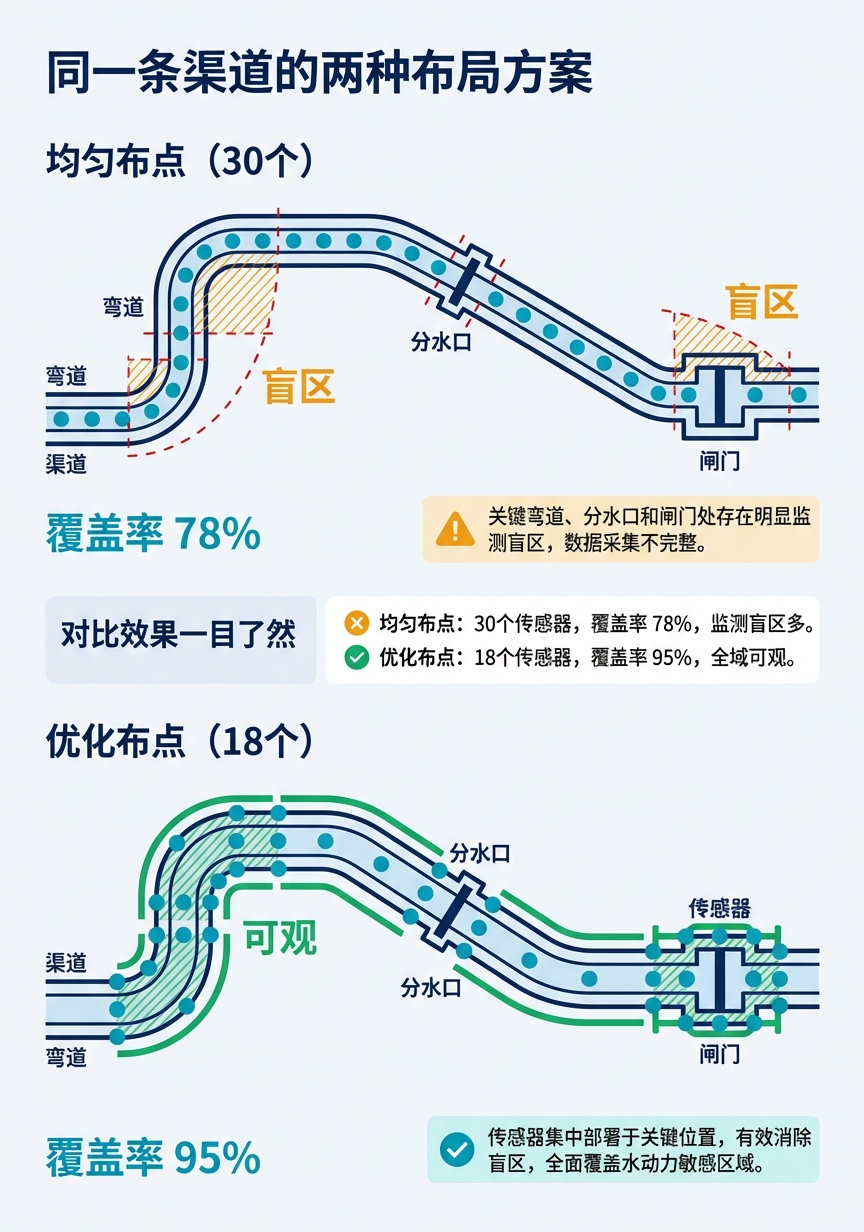 同一条渠道的两种布局方案
均匀布点（30个）
弯道
分水口
盲区
弯道
盲区
渠道
闸门
覆盖率 78%
关键弯道、分水口和闸门处存在明显监
测盲区，数据采集不完整。
对比效果一目了然
均匀布点：30个传感器，覆盖率 78%，监测盲区多。
优化布点：18个传感器，覆盖率 95%，全域可观。
优化布点（18个）
分水口
传感器
可观
渠道
分水口
弯道
闸门
覆盖率 95%
传感器集中部署于关键位置，有效消除
盲区，全面覆盖水动力敏感区域。